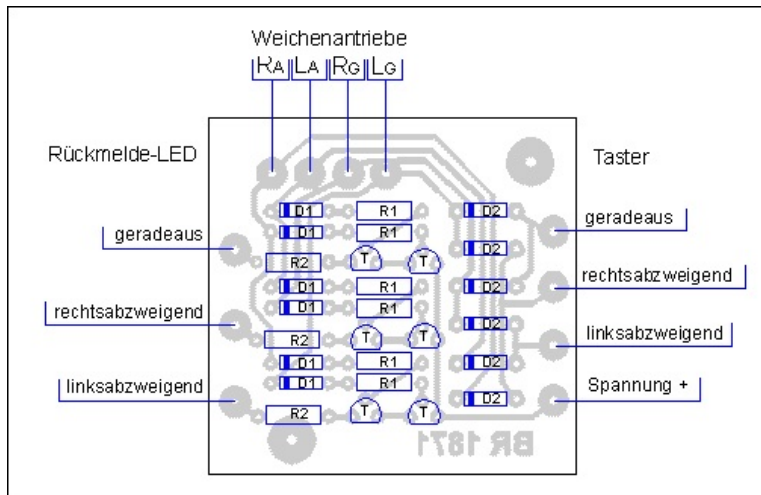 Weichenantriebe
RA LA RG LG
Rückmelde-LED
Taster
D1 R1 D2
D1 R1
geradeaus
geradeaus
D2
R2 T T
rechtsabzweigend
D1 R1 D2
D1 R1
rechtsabzweigend
D2
linksabzweigend
R2 T T
D1 R1 D2
D1 R1
linksabzweigend
Spannung +
D2
R2 T T
BR 1871